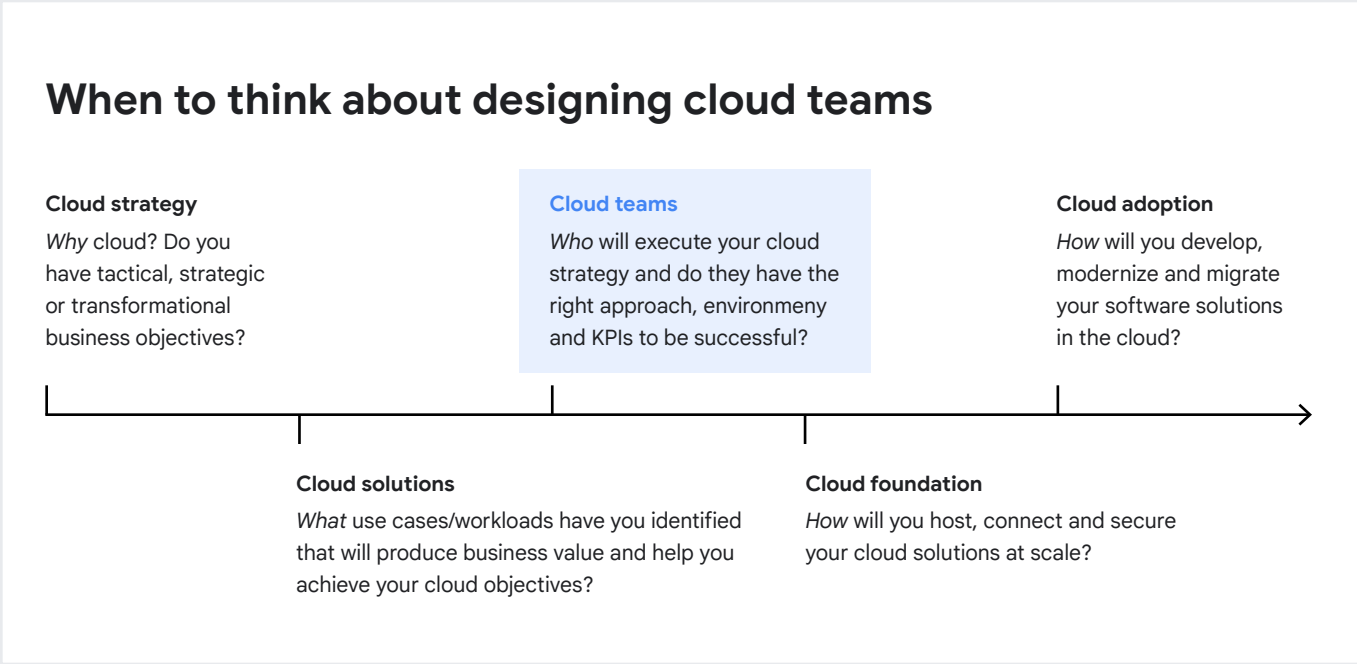 When to think about designing cloud teams
Cloud strategy
Why cloud? Do you
have tactical, strategic
or transformational
business objectives?
Cloud solutions
What use cases/workloads have you identified
that will produce business value and help you
achieve your cloud objectives?
Cloud teams
Who will execute your cloud
strategy and do they have the
right approach, environmeny
and KPIs to be successful?
Cloud foundation
How will you host, connect and secure
your cloud solutions at scale?
Cloud adoption
How will you develop,
modernize and migrate
your software solutions
in the cloud?